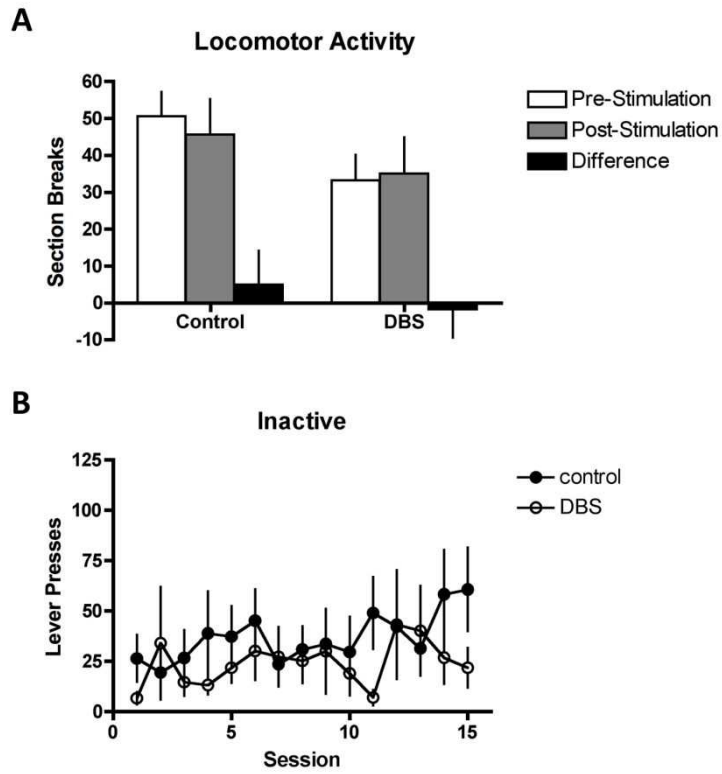 A
Locomotor Activity
60
50
40
30
20
10
0
-10
Section Breaks
Control
DBS
Pre-Stimulation
Post-Stimulation
Difference
B
Inactive
125
100
75
50
25
0
Lever Presses
0 5 10 15
Session
control
DBS